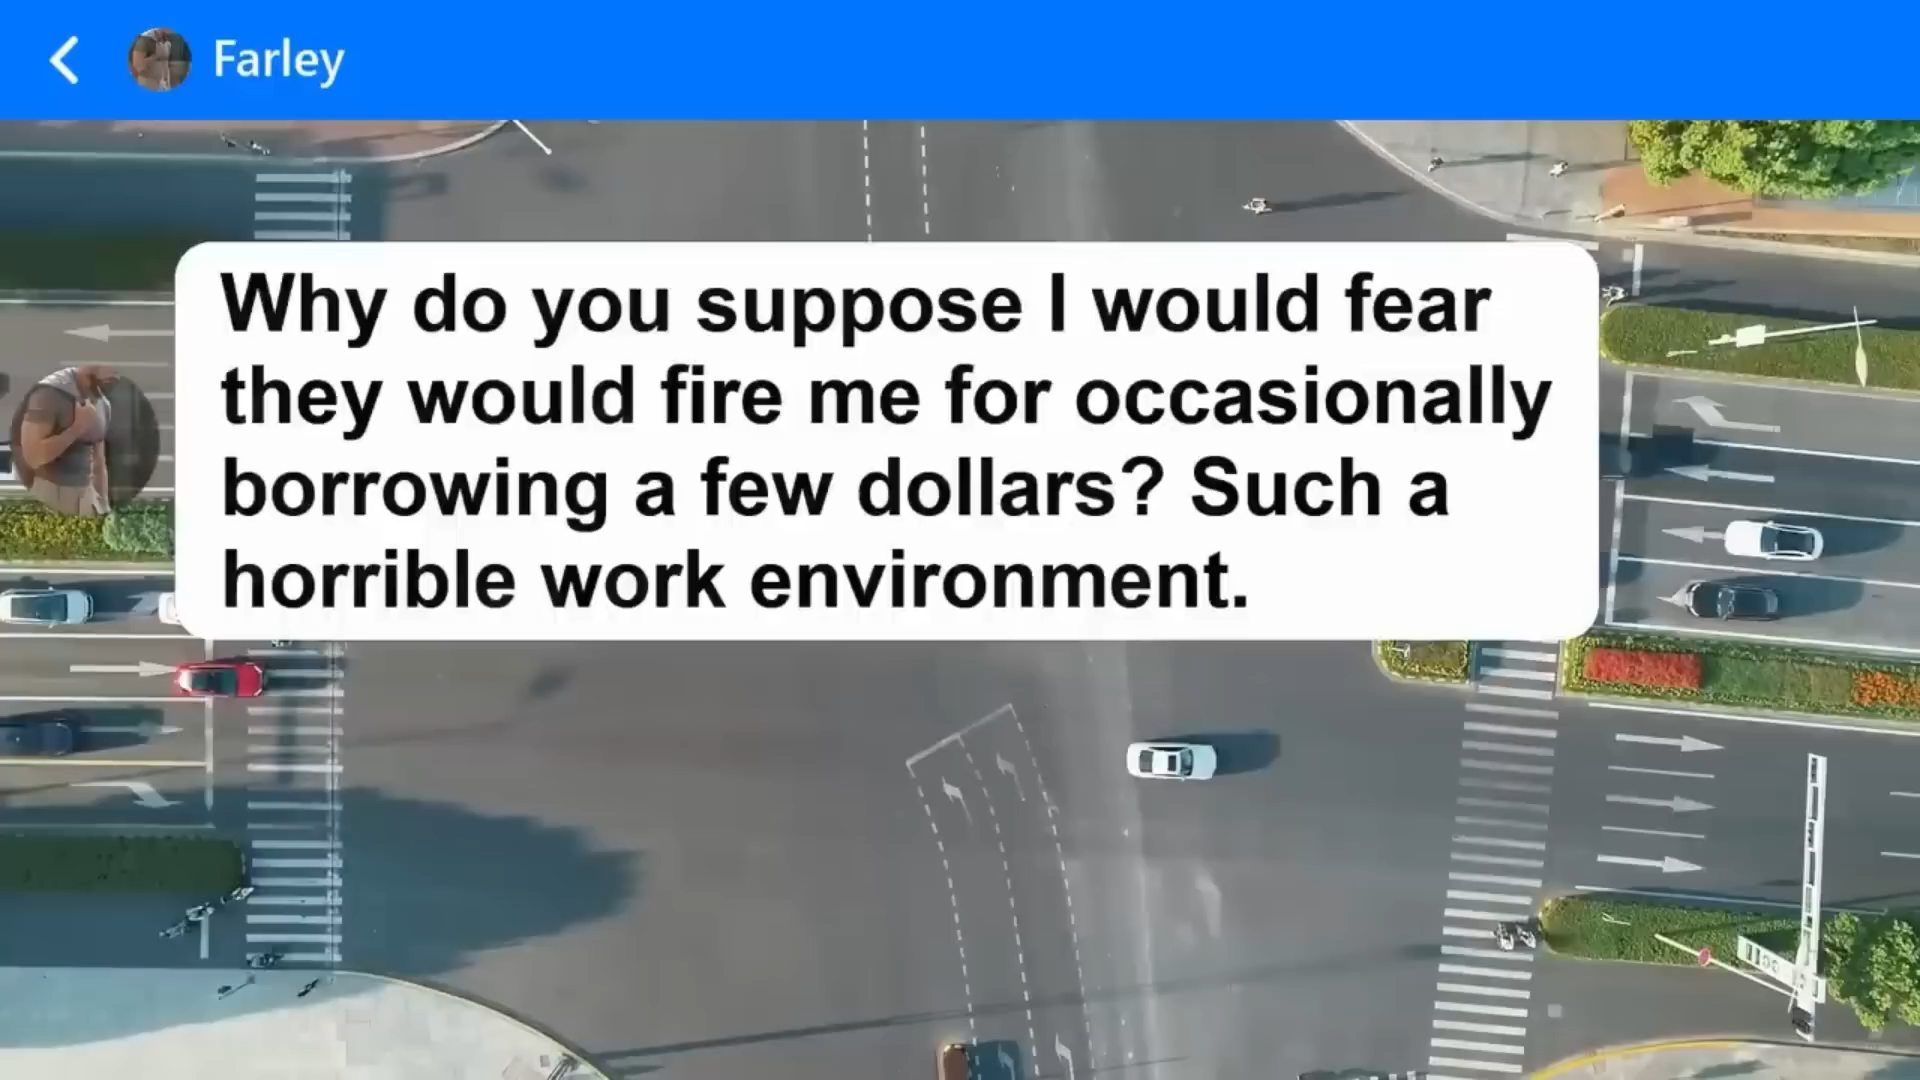 Farley
Why do you suppose I would fear
they would fire me for occasionally
borrowing a few dollars? Such a
horrible work environment.